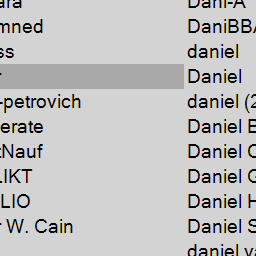 ara Dani-A
mned DaniBBA
ss daniel
r Daniel
-petrovich daniel (2
erate Daniel B
tNauf Daniel C
LIKT Daniel G
LIO Daniel H
r W. Cain Daniel S
daniel va